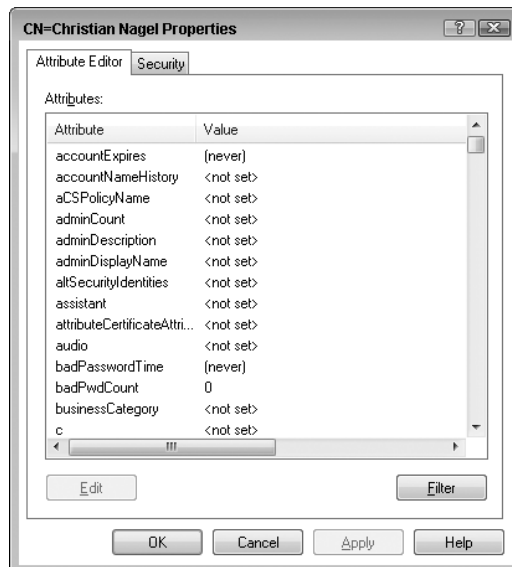 CN=Christian Nagel Properties
Attribute Editor Security
Attributes:
Attribute Value
accountExpires (never)
accountNameHistory <not set>
aCSPolicyName <not set>
adminCount <not set>
adminDescription <not set>
adminDisplayName <not set>
altSecurityIdentities <not set>
assistant <not set>
attributeCertificateAttri... <not set>
audio <not set>
badPasswordTime (never)
badPwdCount 0
businessCategory <not set>
c <not set>
Edit Filter
OK Cancel Apply Help